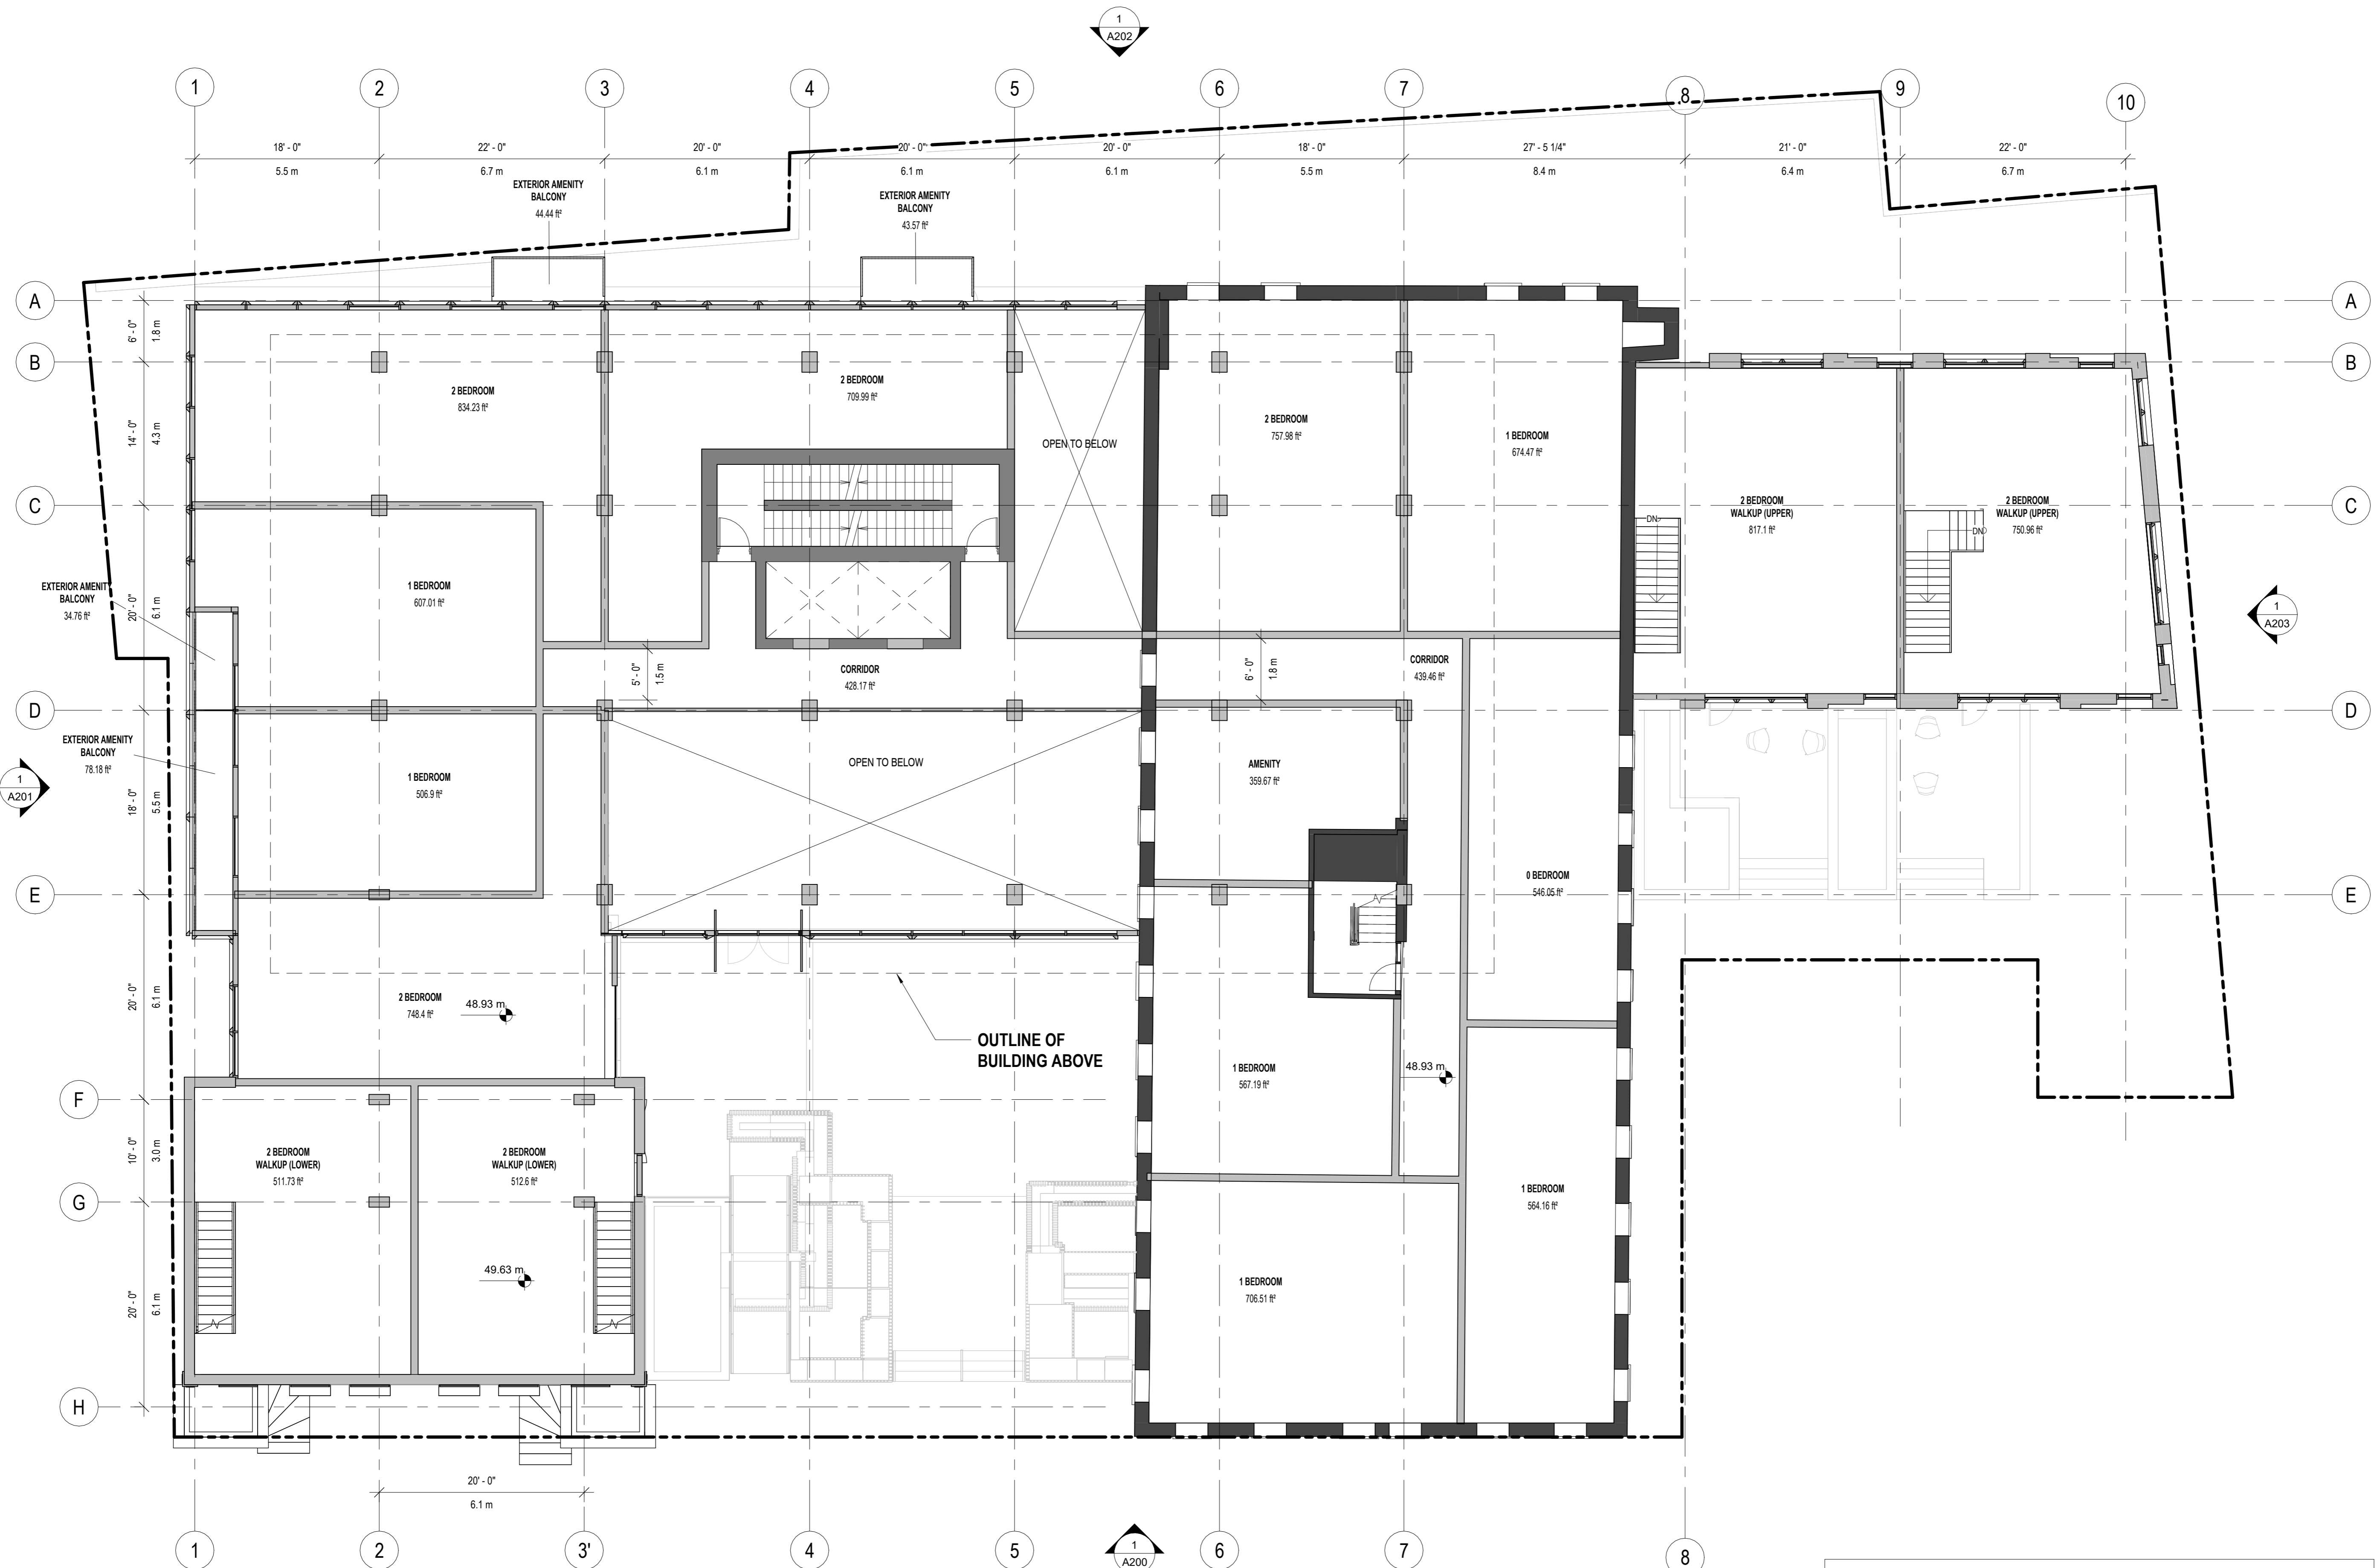 1
A202
1
2
3
4
5
6
7
8
9
10
18' - 0"
22' - 0"
20' - 0"
20' - 0"
20' - 0"
18' - 0"
27' - 5 1/4"
21' - 0"
22' - 0"
5.5 m
6.7 m
6.1 m
6.1 m
6.1 m
5.5 m
8.4 m
6.4 m
6.7 m
EXTERIOR AMENITY
BALCONY
44.44 ft²
EXTERIOR AMENITY
BALCONY
43.57 ft²
A
A
6' - 0"
1.8 m
B
B
2 BEDROOM
834.23 ft²
2 BEDROOM
709.99 ft²
OPEN TO BELOW
2 BEDROOM
757.98 ft²
1 BEDROOM
674.47 ft²
14' - 0"
4.3 m
C
C
2 BEDROOM
WALKUP (UPPER)
817.1 ft²
DN
2 BEDROOM
WALKUP (UPPER)
750.96 ft²
DN
EXTERIOR AMENITY
BALCONY
34.76 ft²
20' - 0"
6.1 m
1 BEDROOM
607.01 ft²
1
A203
5' - 0"
1.5 m
CORRIDOR
428.17 ft²
6' - 0"
1.8 m
CORRIDOR
439.46 ft²
D
D
EXTERIOR AMENITY
BALCONY
78.18 ft²
1
A201
18' - 0"
5.5 m
1 BEDROOM
506.9 ft²
OPEN TO BELOW
AMENITY
359.67 ft²
E
E
0 BEDROOM
546.05 ft²
20' - 0"
6.1 m
2 BEDROOM
748.4 ft²
48.93 m
OUTLINE OF
BUILDING ABOVE
1 BEDROOM
567.19 ft²
48.93 m
F
10' - 0"
3.0 m
2 BEDROOM
WALKUP (LOWER)
511.73 ft²
2 BEDROOM
WALKUP (LOWER)
512.6 ft²
G
1 BEDROOM
564.16 ft²
20' - 0"
6.1 m
49.63 m
1 BEDROOM
706.51 ft²
H
20' - 0"
6.1 m
1
2
3'
4
5
1
A200
6
7
8